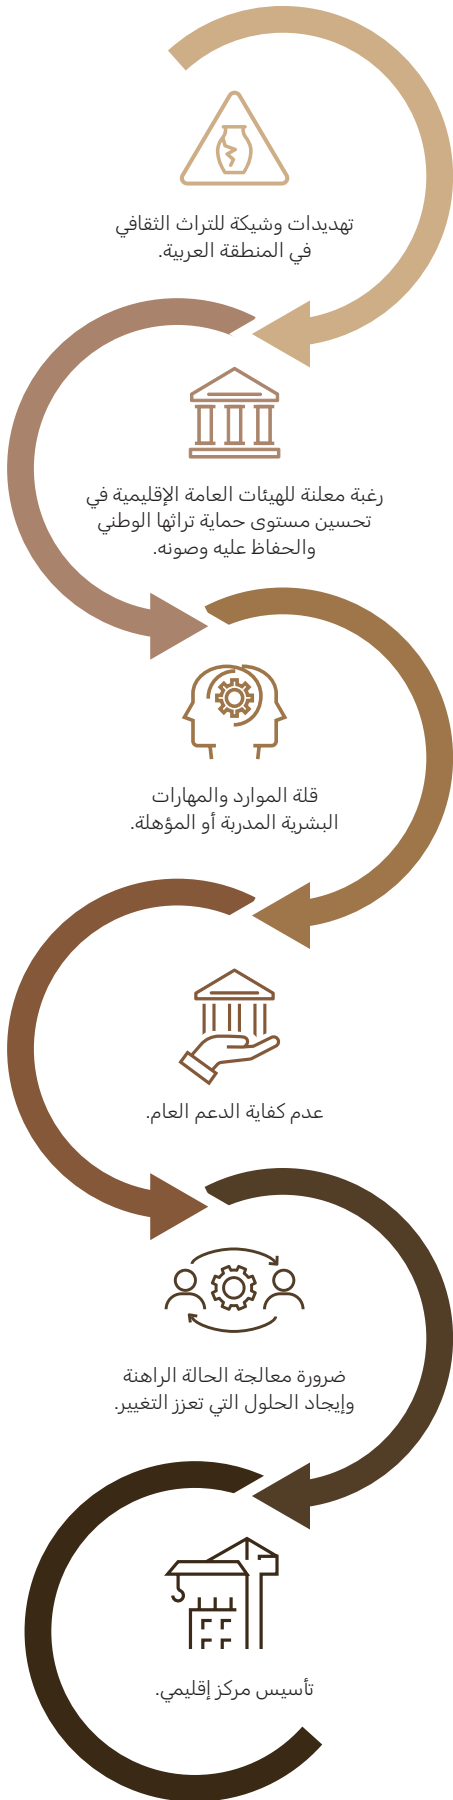 تهديدات وشيكة للتراث الثقافي
في المنطقة العربية.
رغبة معلنة للهيئات العامة الإقليمية في
تحسين مستوى حماية تراثها الوطني
والحفاظ عليه وصونه.
قلة الموارد والمهارات
البشرية المدربة أو المؤهلة.
عدم كفاية الدعم العام.
ضرورة معالجة الحالة الراهنة
وإيجاد الحلول التي تعزز التغيير.
تأسيس مركز إقليمي.